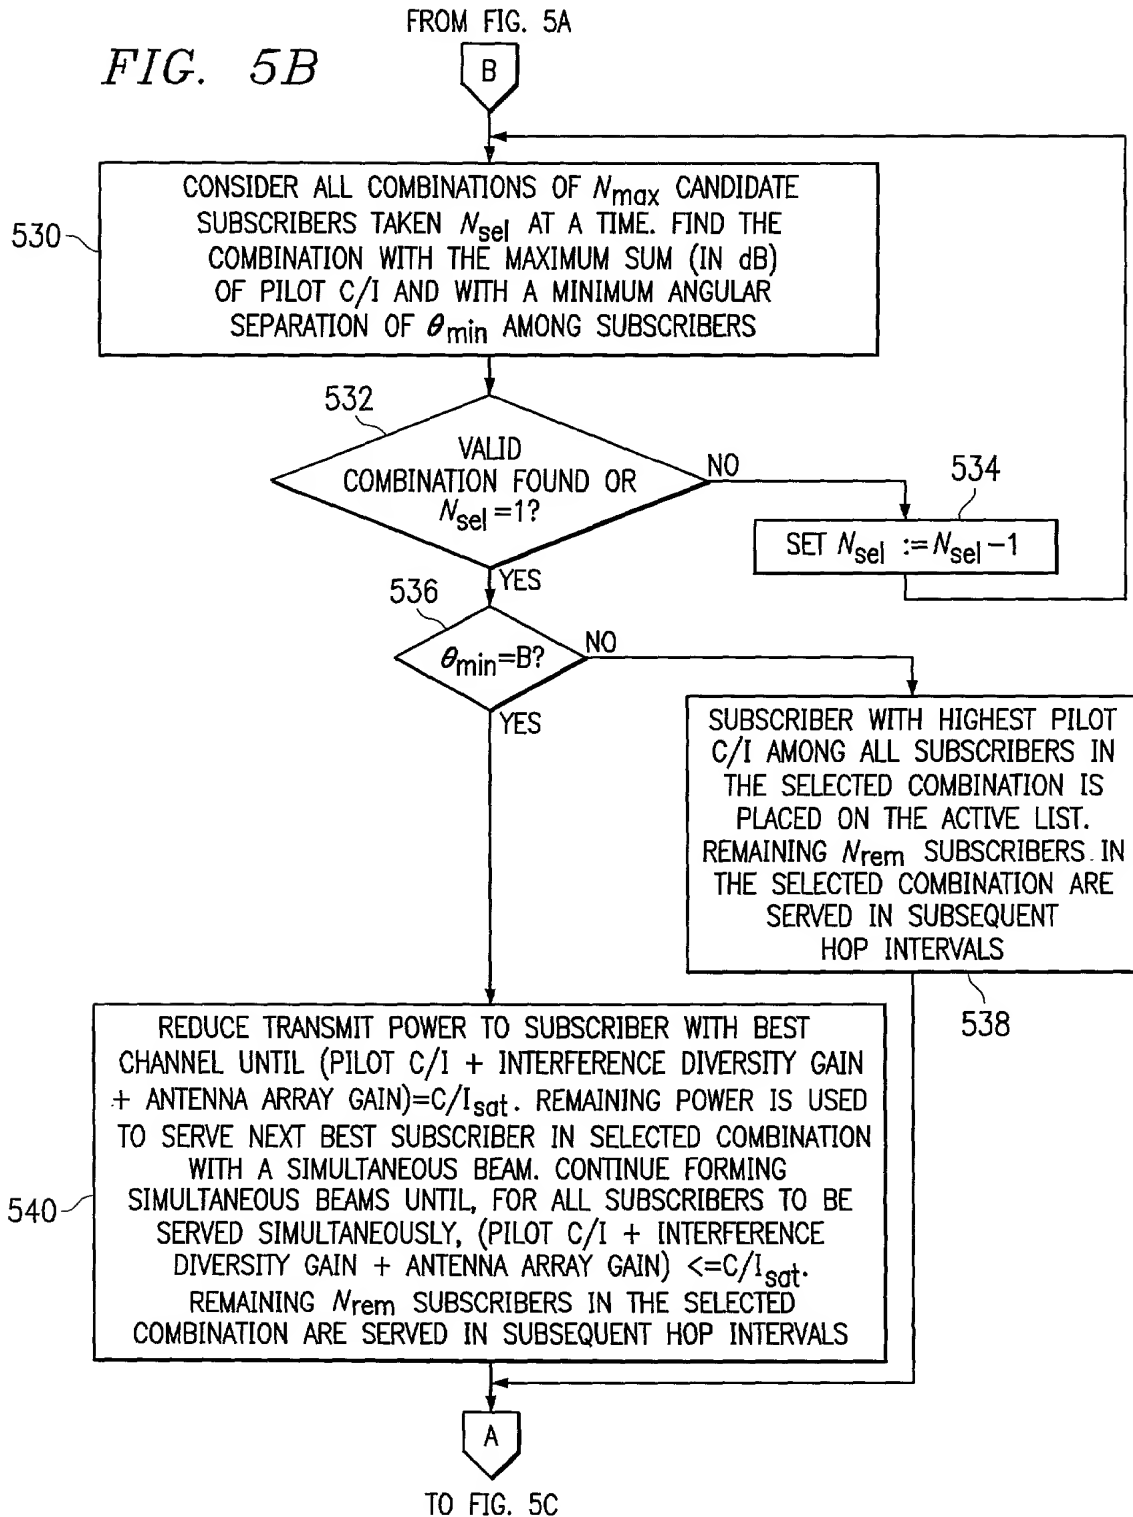 FROM FIG. 5A
FIG. 5B
B
CONSIDER ALL COMBINATIONS OF Nmax CANDIDATE
SUBSCRIBERS TAKEN Nsel AT A TIME. FIND THE
COMBINATION WITH THE MAXIMUM SUM (IN dB)
OF PILOT C/I AND WITH A MINIMUM ANGULAR
SEPARATION OF θmin AMONG SUBSCRIBERS
530
532
VALID
COMBINATION FOUND OR
Nsel=1?
NO
534
SET Nsel :=Nsel-1
YES
536
θmin=B?
NO
YES
SUBSCRIBER WITH HIGHEST PILOT
C/I AMONG ALL SUBSCRIBERS IN
THE SELECTED COMBINATION IS
PLACED ON THE ACTIVE LIST.
REMAINING Nrem SUBSCRIBERS IN
THE SELECTED COMBINATION ARE
SERVED IN SUBSEQUENT
HOP INTERVALS
538
REDUCE TRANSMIT POWER TO SUBSCRIBER WITH BEST
CHANNEL UNTIL (PILOT C/I + INTERFERENCE DIVERSITY GAIN
+ ANTENNA ARRAY GAIN)=C/Isat. REMAINING POWER IS USED
TO SERVE NEXT BEST SUBSCRIBER IN SELECTED COMBINATION
WITH A SIMULTANEOUS BEAM. CONTINUE FORMING
SIMULTANEOUS BEAMS UNTIL, FOR ALL SUBSCRIBERS TO BE
SERVED SIMULTANEOUSLY, (PILOT C/I + INTERFERENCE
DIVERSITY GAIN + ANTENNA ARRAY GAIN) <=C/Isat.
REMAINING Nrem SUBSCRIBERS IN THE SELECTED
COMBINATION ARE SERVED IN SUBSEQUENT HOP INTERVALS
540
A
TO FIG. 5C